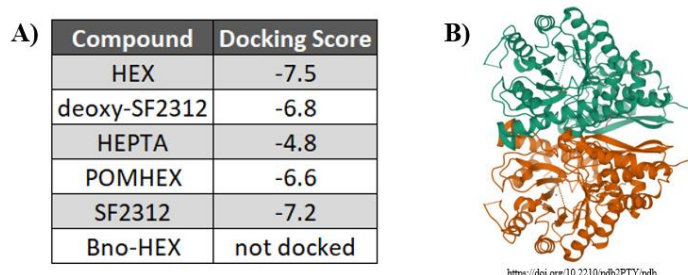 A)
Compound Docking Score
HEX -7.5
deoxy-SF2312 -6.8
HEPTA -4.8
POMHEX -6.6
SF2312 -7.2
Bno-HEX not docked
B)
https://doi.org/10.2210/pdb2PTY/pdb